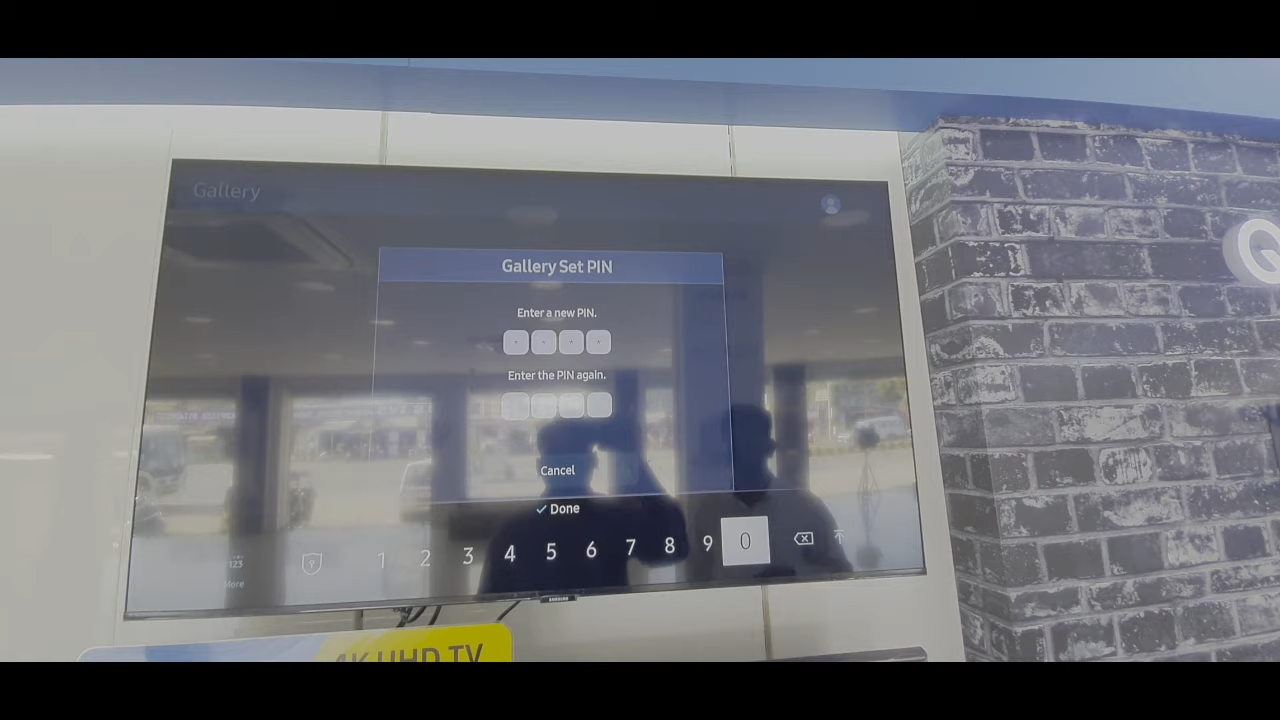 Gallery
Gallery Set PIN
Enter a new PIN.
* * * *
Enter the PIN again.
Cancel
✓ Done
123
More
1 2 3 4 5 6 7 8 9 0
SAMSUNG
4K UHD TV
Q